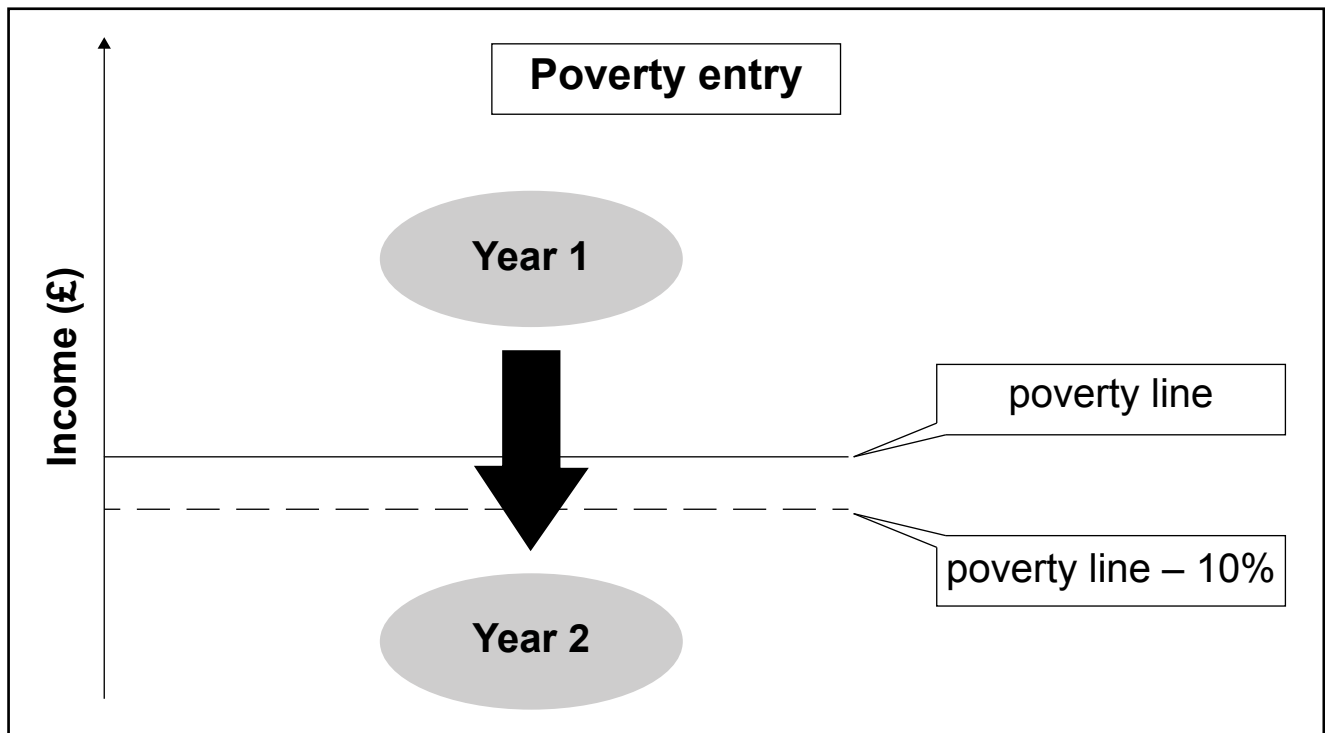 Poverty entry
Year 1
Income (£)
poverty line
poverty line – 10%
Year 2